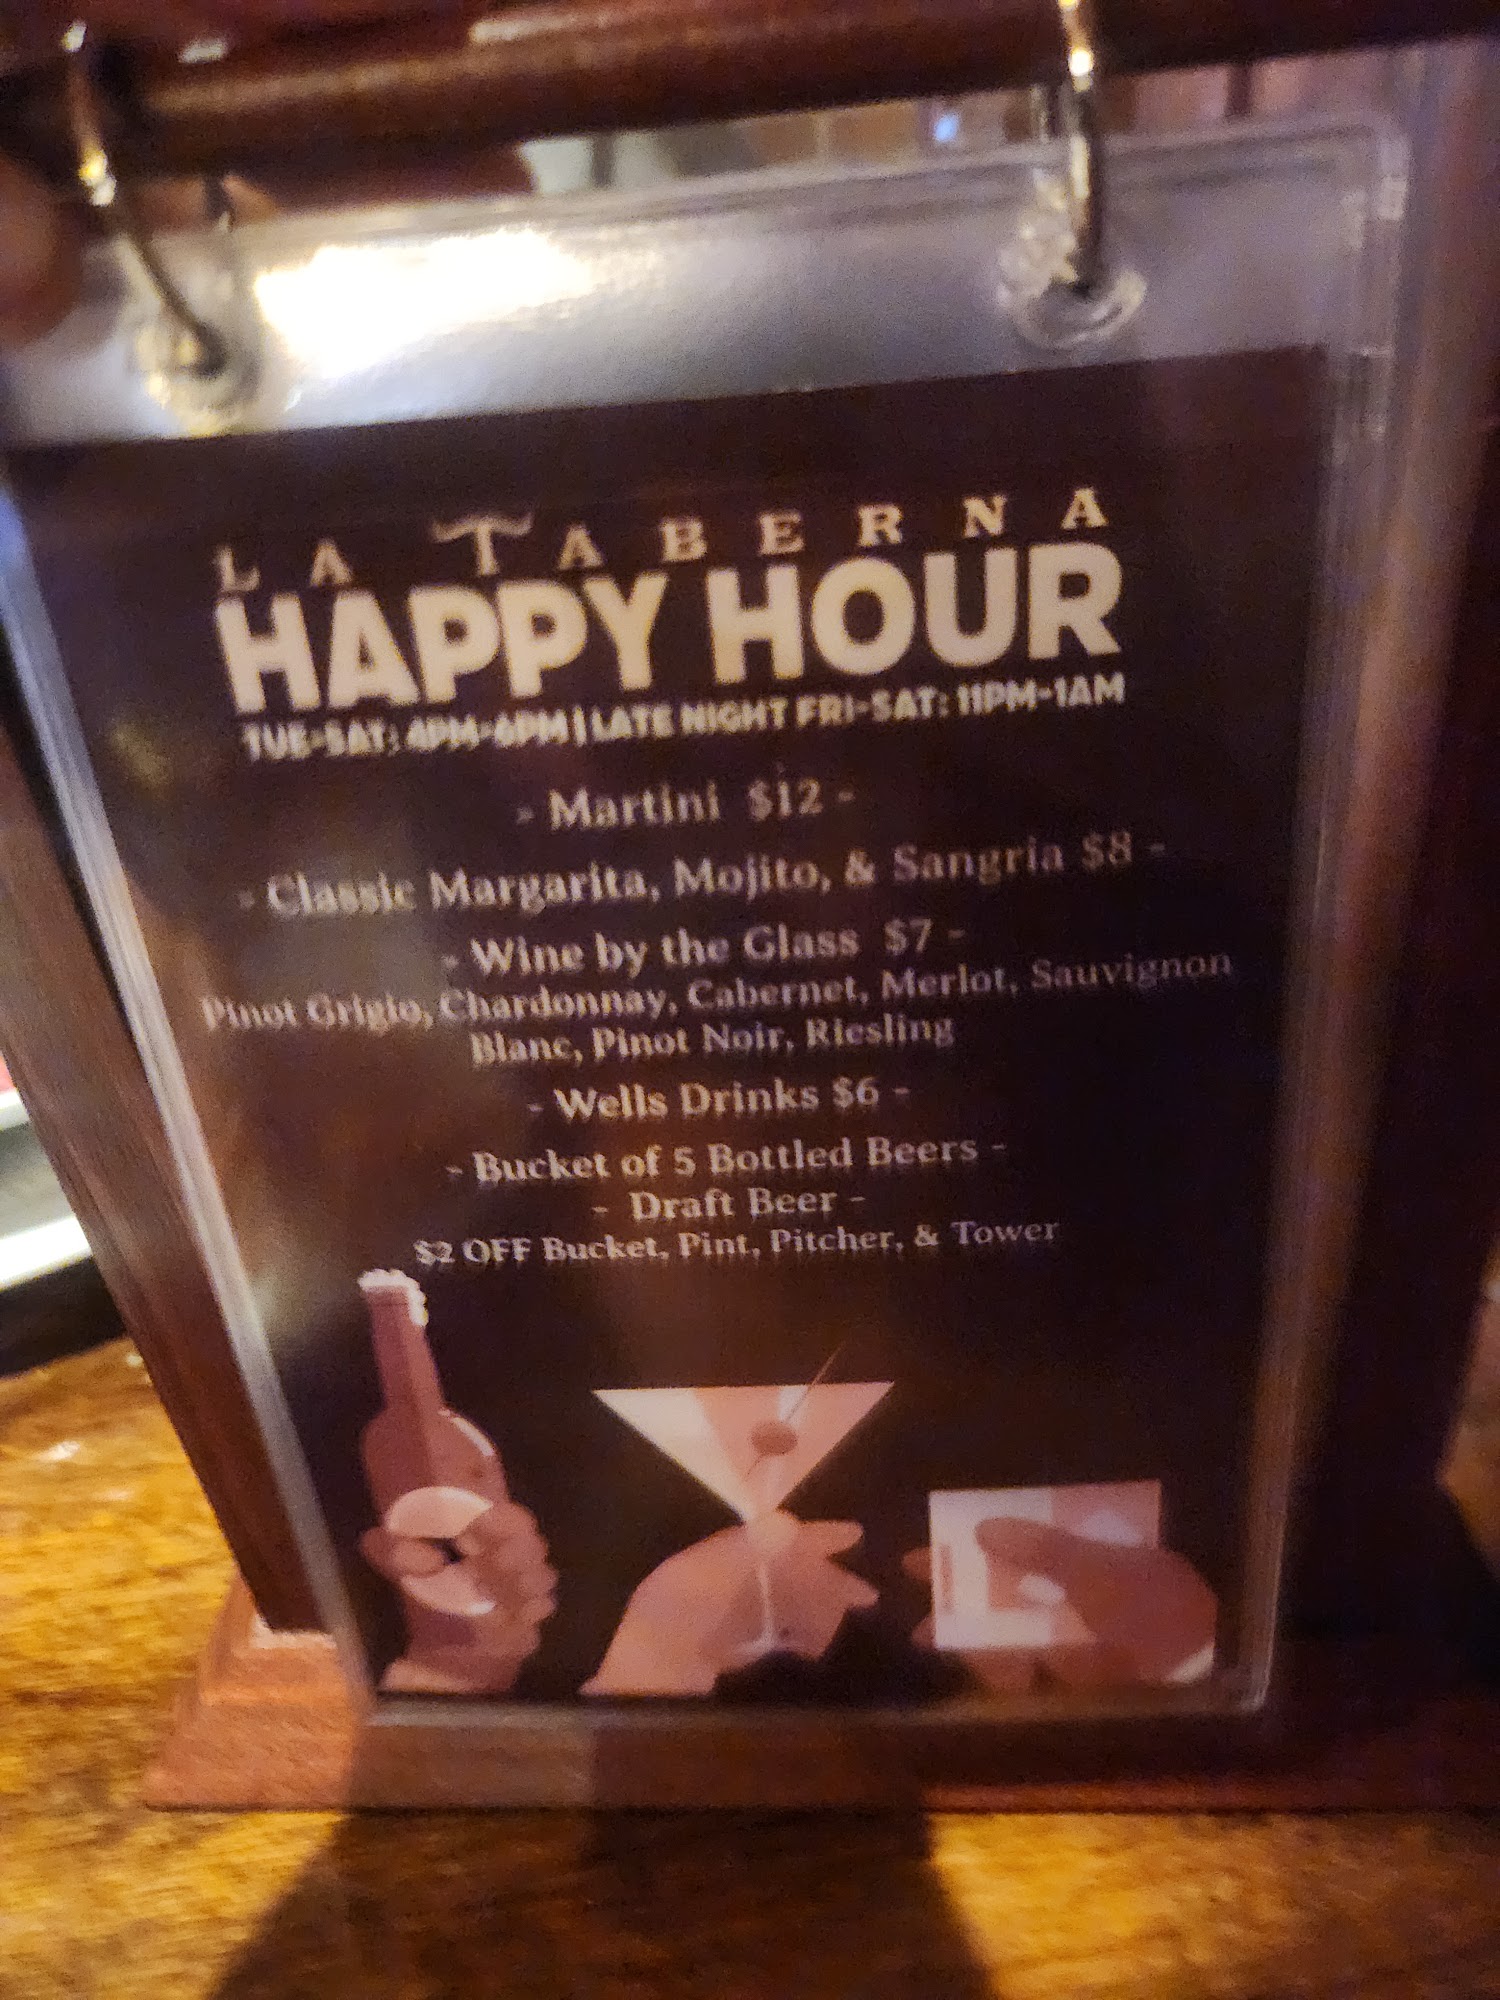 LA TABERNA
HAPPY HOUR
TUE-SAT: 4PM-6PM | LATE NIGHT FRI-SAT: 11PM-1AM
- Martini $12 -
- Classic Margarita, Mojito, & Sangria $8 -
- Wine by the Glass $7 -
Pinot Grigio, Chardonnay, Cabernet, Merlot, Sauvignon
Blanc, Pinot Noir, Riesling
- Wells Drinks $6 -
- Bucket of 5 Bottled Beers -
- Draft Beer -
$2 OFF Bucket, Pint, Pitcher, & Tower